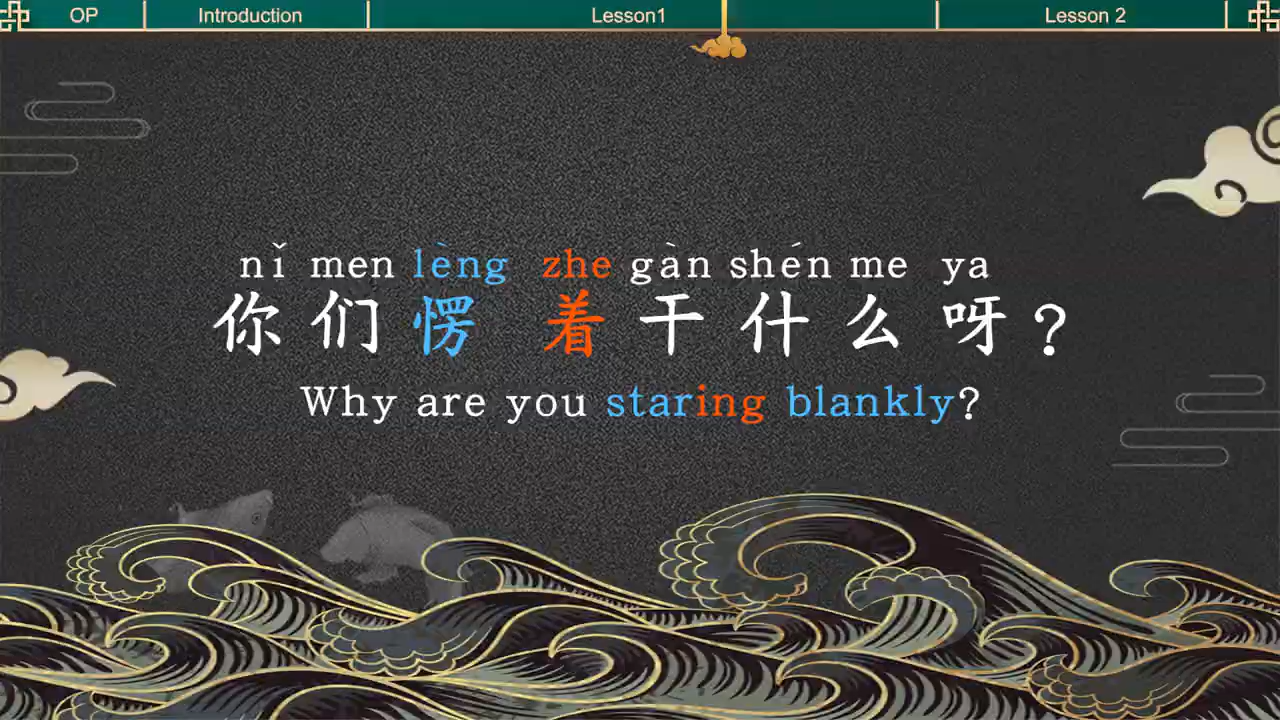 OP Introduction Lesson1 Lesson 2
nǐ men lèng zhe gàn shén me ya
你们愣着干什么呀？
Why are you staring blankly?